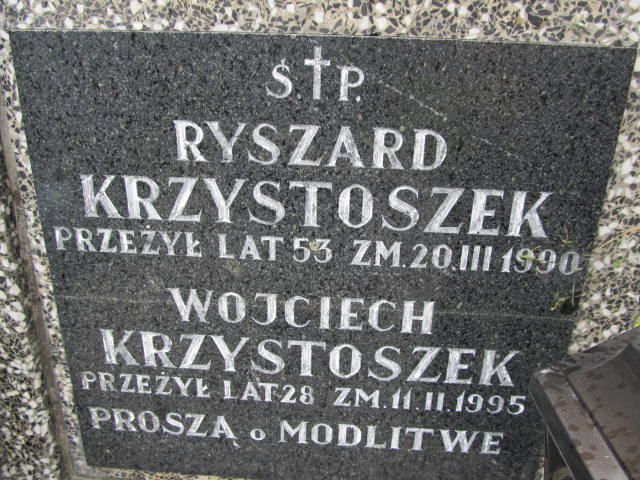 Ś✝P.
RYSZARD
KRZYSTOSZEK
PRZEŻYŁ LAT 53 ZM.20.III 1990
WOJCIECH
KRZYSTOSZEK
PRZEŻYŁ LAT 28 ZM.11.II.1995
PROSZĄ o MODLITWE